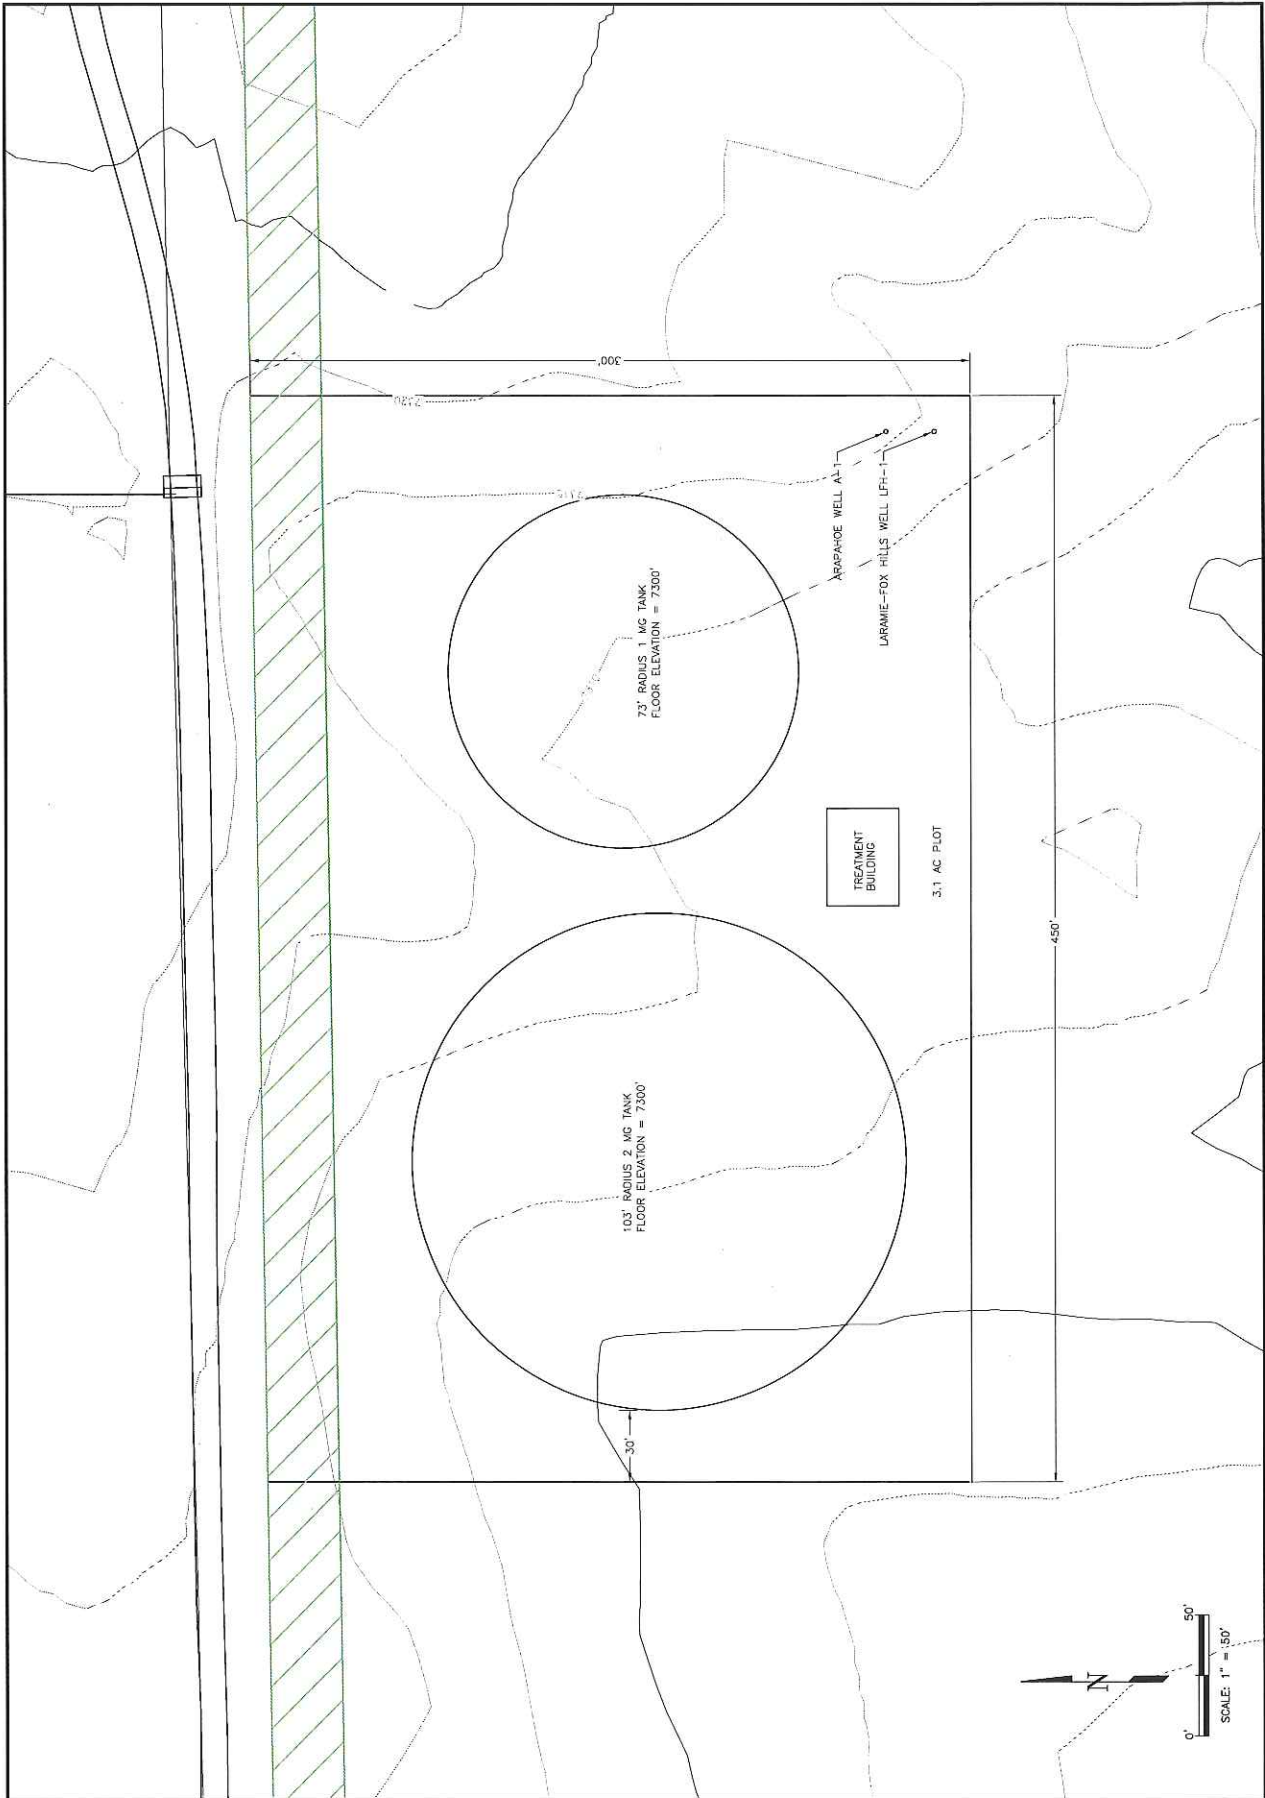 300'
7320
ARAPAHOE WELL A-1
LARAMIE-FOX HILLS WELL LFH-1
73' RADIUS 1 MG TANK
FLOOR ELEVATION = 7300'
TREATMENT
BUILDING
3.1 AC PLOT
450'
103' RADIUS 2 MG TANK
FLOOR ELEVATION = 7300'
30'
N
0'
50'
SCALE: 1" = 50'